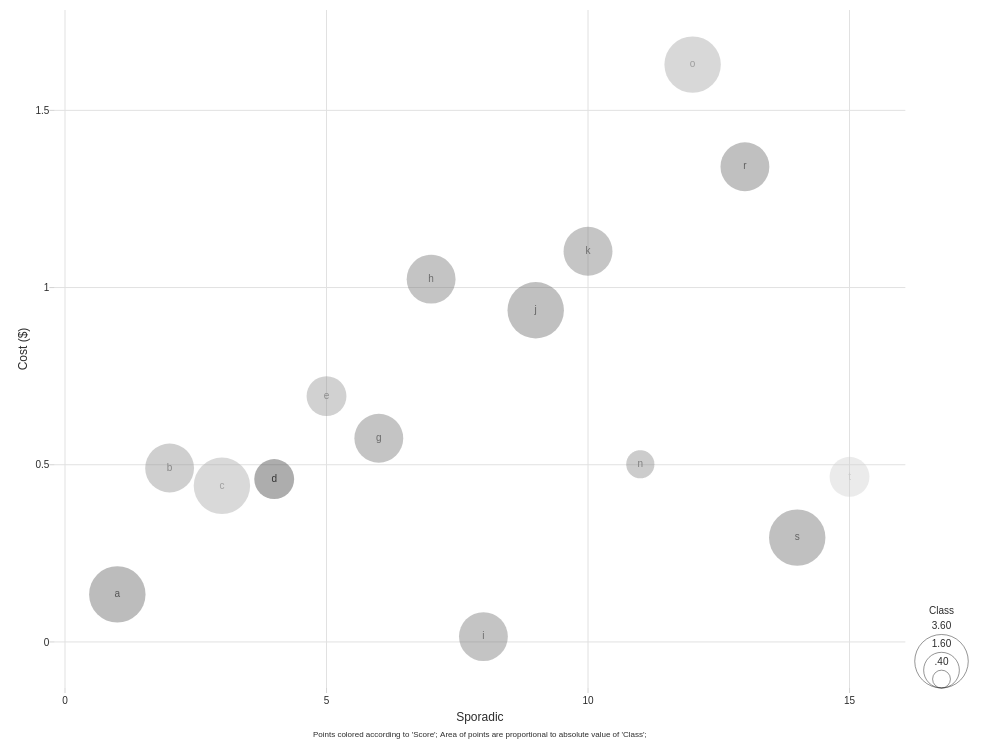 o
1.5
r
k
h
1
j
Cost ($)
e
g
0.5
b
n
c
d
s
a
Class
3.60
1.60
.40
i
0
0 5 10 15
Sporadic
Points colored according to 'Score'; Area of points are proportional to absolute value of 'Class';